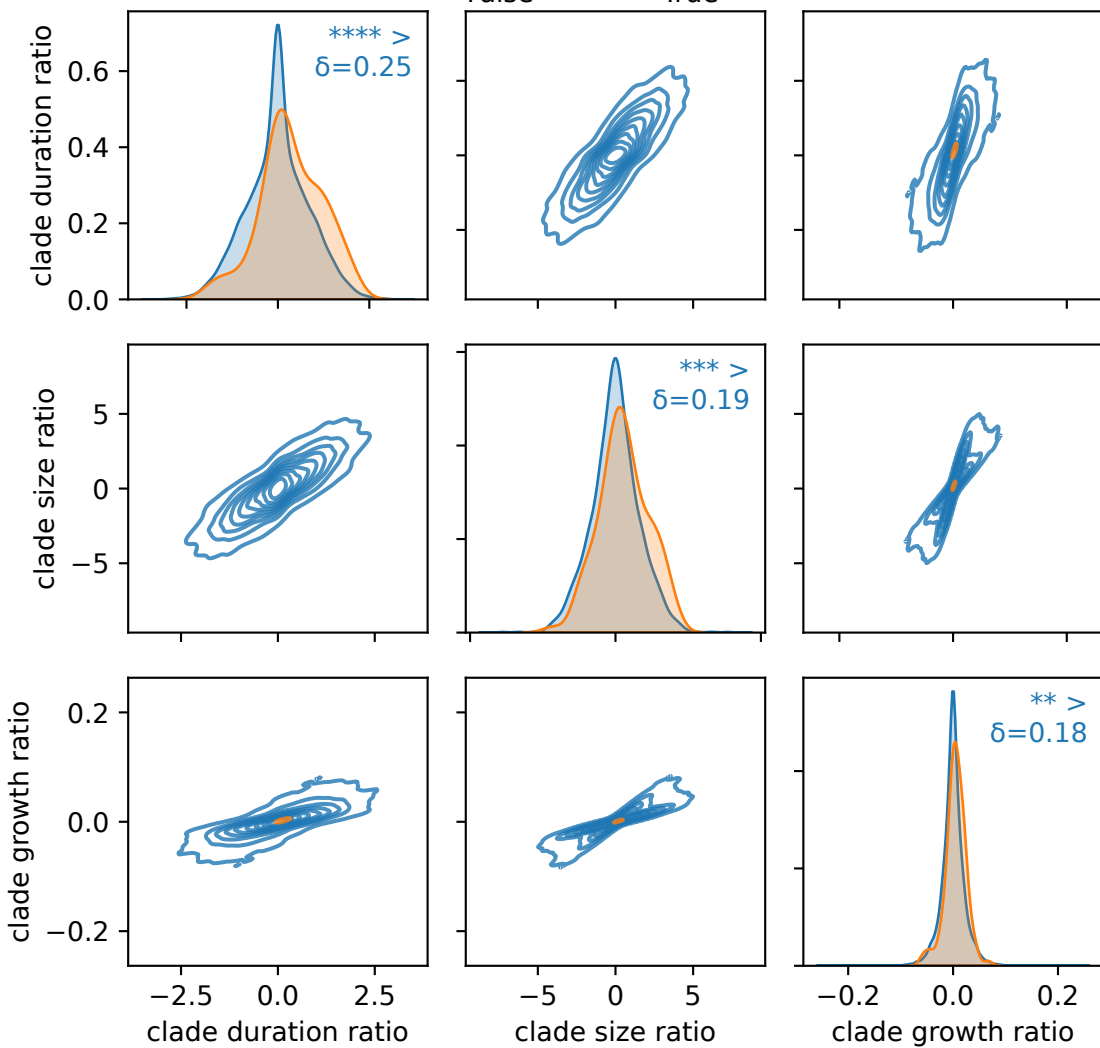 clade duration ratio
0.6
0.4
0.2
0.0
**** >
δ=0.25
clade size ratio
5
0
−5
*** >
δ=0.19
clade growth ratio
0.2
0.0
−0.2
** >
δ=0.18
−2.5 0.0 2.5
−5 0 5
−0.2 0.0 0.2
clade duration ratio
clade size ratio
clade growth ratio